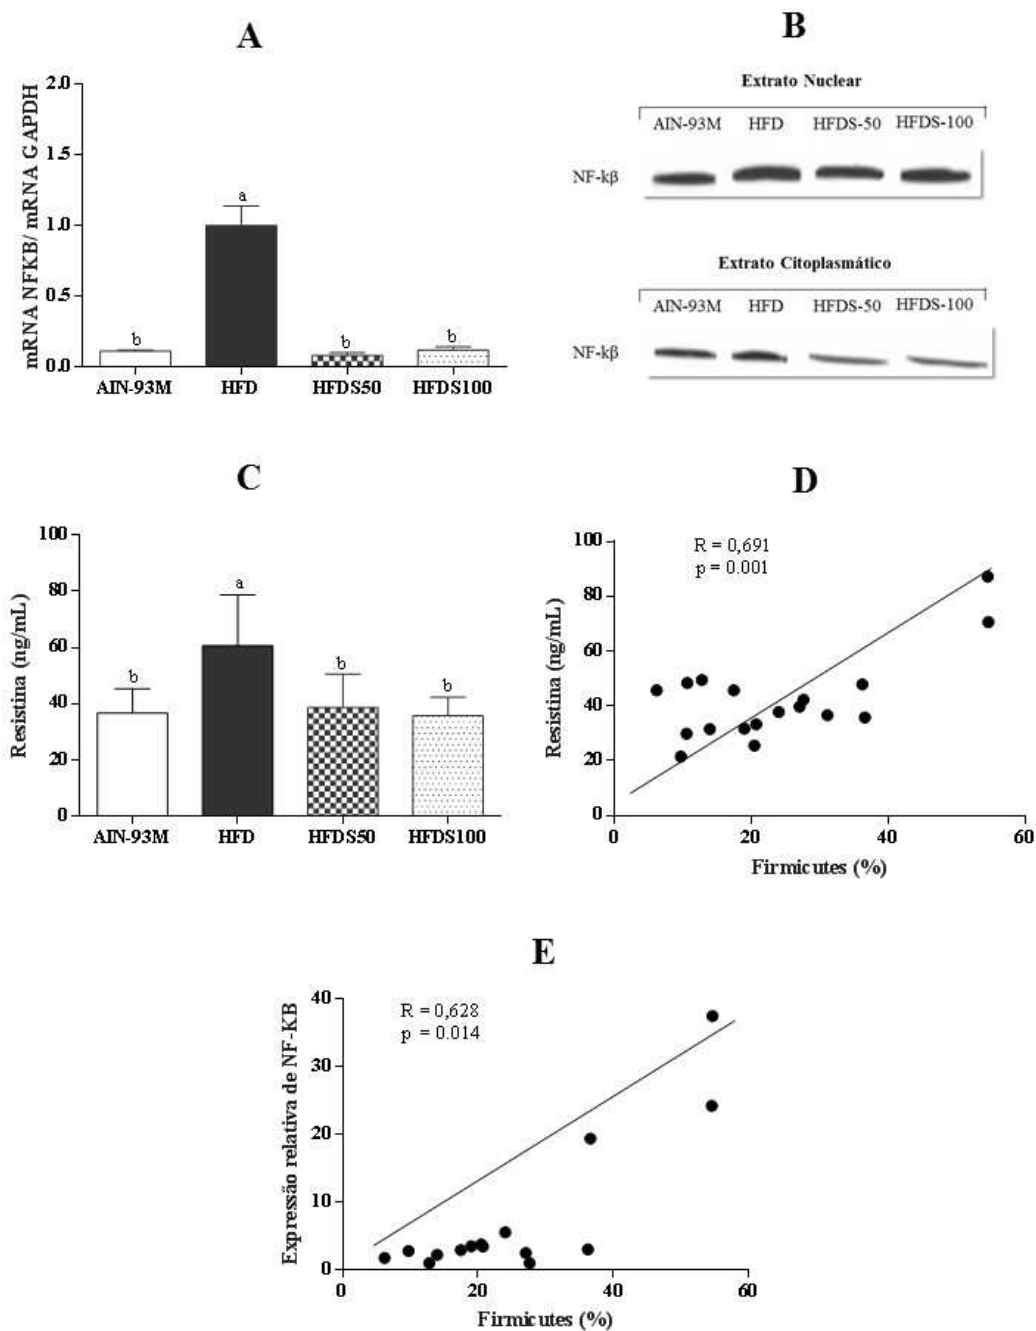 A
mRNA NFKB/ mRNA GAPDH
2.0
1.5
1.0
0.5
0.0
a
b
b
b
AIN-93M HFD HFDS50 HFDS100
B
Extrato Nuclear
AIN-93M HFD HFDS-50 HFDS-100
NF-kβ
Extrato Citoplasmático
AIN-93M HFD HFDS-50 HFDS-100
NF-kβ
C
Resistina (ng/mL)
100
80
60
40
20
0
a
b
b
b
AIN-93M HFD HFDS50 HFDS100
D
Resistina (ng/mL)
R = 0,691
p = 0.001
100
80
60
40
20
0
0 20 40 60
Firmicutes (%)
E
Expressão relativa de NF-KB
R = 0,628
p = 0.014
40
30
20
10
0
0 20 40 60
Firmicutes (%)